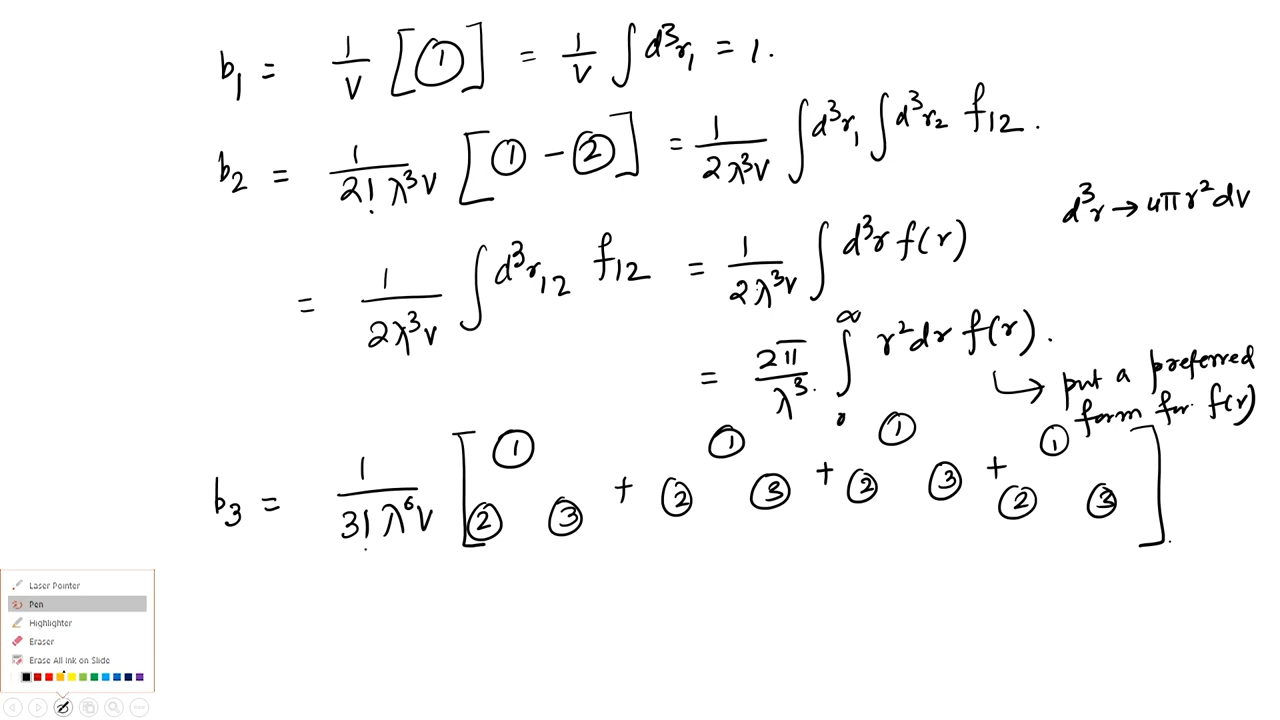 b₁ = 1/V [①] = 1/V ∫ d³r₁ = 1.
b₂ = 1/(2! λ³V) [① - ②] = 1/(2λ³V) ∫ d³r₁ ∫ d³r₂ f₁₂.
d³r → 4πr²dv
= 1/(2λ³V) ∫ d³r₁₂ f₁₂ = 1/(2λ³V) ∫ d³r f(r)
= 2π/λ³ ∫₀^∞ r²dr f(r).
↳ put a preferred
form for f(r)
b₃ = 1/(3! λ⁶V) [① ② ③ + ① ② ③ + ① ② ③ + ① ② ③].
Laser Pointer
Pen
Highlighter
Eraser
Erase All Ink on Slide